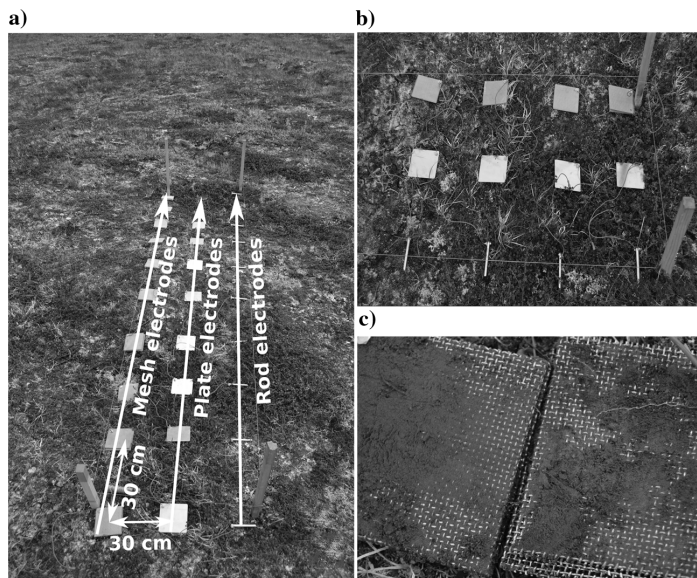 a)
Mesh electrodes
Plate electrodes
Rod electrodes
30 cm
30 cm
b)
c)